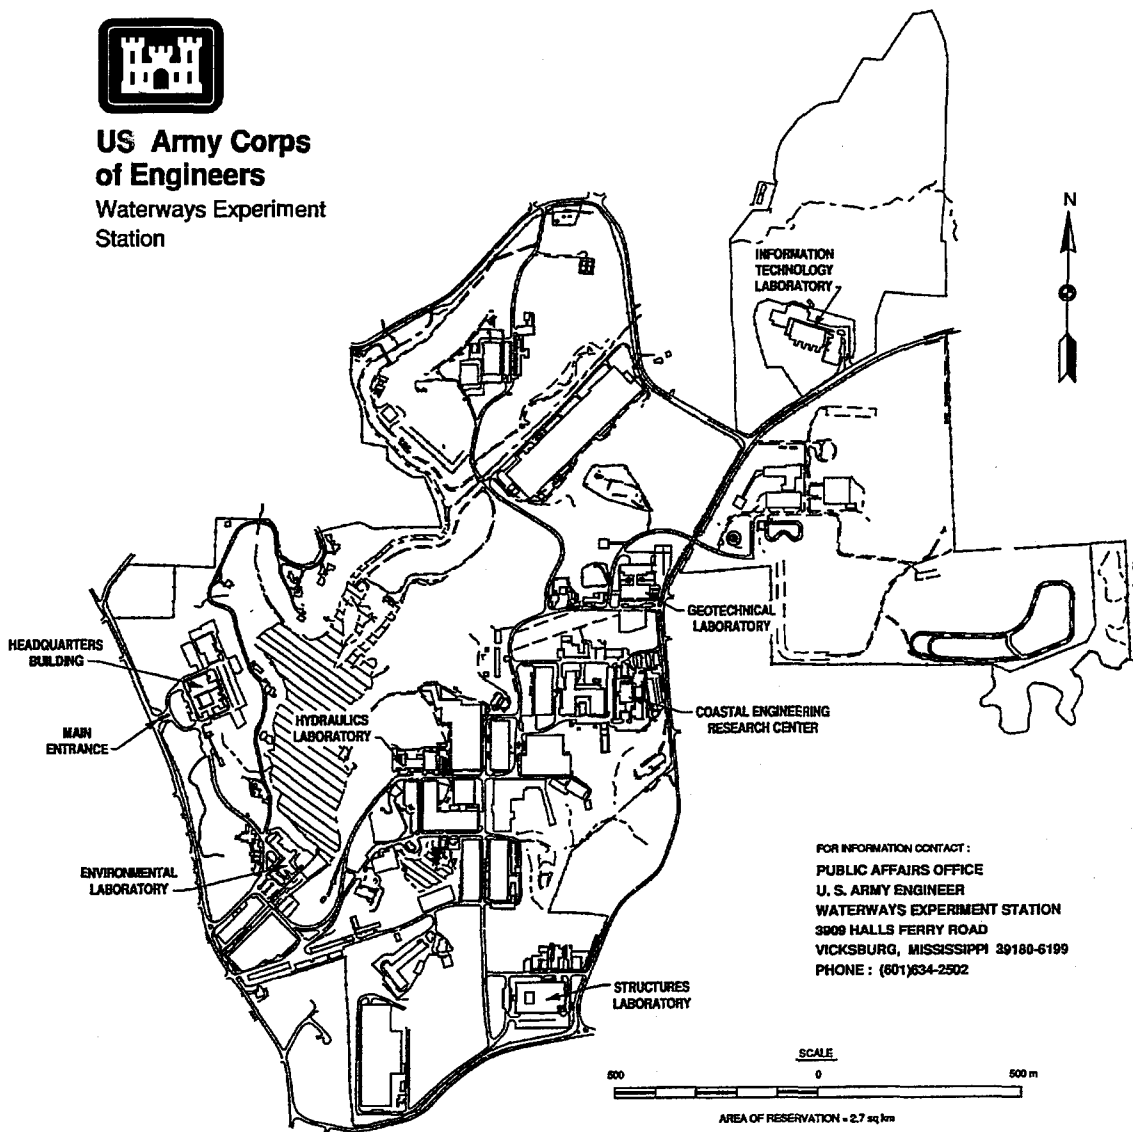 US Army Corps
of Engineers
Waterways Experiment
Station
N
INFORMATION
TECHNOLOGY
LABORATORY
GEOTECHNICAL
LABORATORY
HEADQUARTERS
BUILDING
MAIN
ENTRANCE
HYDRAULICS
LABORATORY
COASTAL ENGINEERING
RESEARCH CENTER
ENVIRONMENTAL
LABORATORY
STRUCTURES
LABORATORY
FOR INFORMATION CONTACT :
PUBLIC AFFAIRS OFFICE
U. S. ARMY ENGINEER
WATERWAYS EXPERIMENT STATION
3909 HALLS FERRY ROAD
VICKSBURG, MISSISSIPPI 39180-6199
PHONE : (601)634-2502
SCALE
500 0 500 m
AREA OF RESERVATION = 2.7 sq km